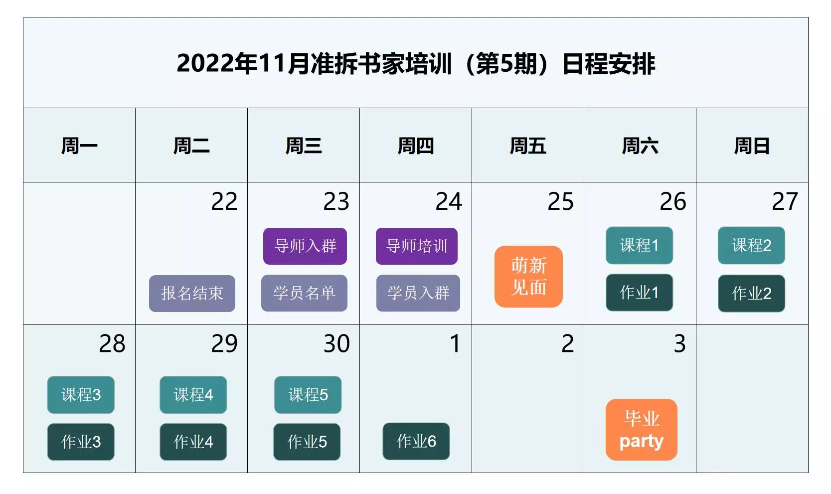 2022年11月准拆书家培训（第5期）日程安排
周一 周二 周三 周四 周五 周六 周日
22 23 24 25 26 27
导师入群 导师培训 萌新见面 课程1 课程2
报名结束 学员名单 学员入群 作业1 作业2
28 29 30 1 2 3
课程3 课程4 课程5 毕业party
作业3 作业4 作业5 作业6